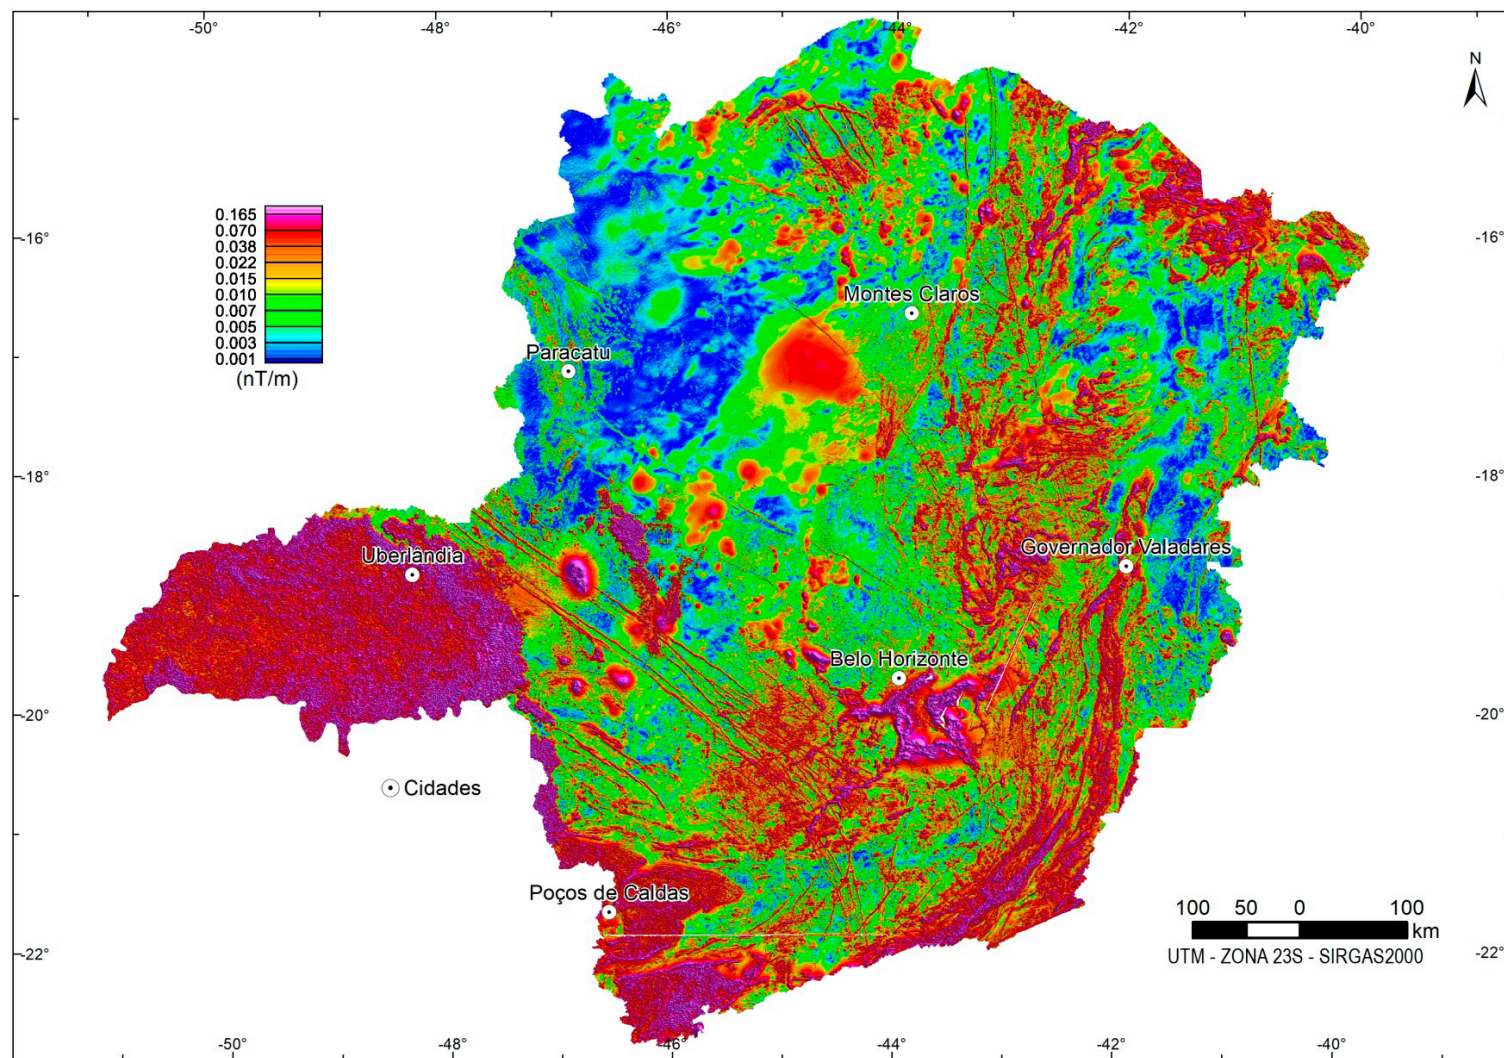 -50°
-48°
-46°
-44°
-42°
-40°
N
0.165
0.070
0.038
0.022
0.015
0.010
0.007
0.005
0.003
0.001
(nT/m)
-16°
-16°
Montes Claros
Paracatu
-18°
-18°
Uberlândia
Governador Valadares
Belo Horizonte
-20°
-20°
Cidades
Poços de Caldas
100 50 0 100
km
UTM - ZONA 23S - SIRGAS2000
-22°
-22°
-50°
-48°
-46°
-44°
-42°
-40°